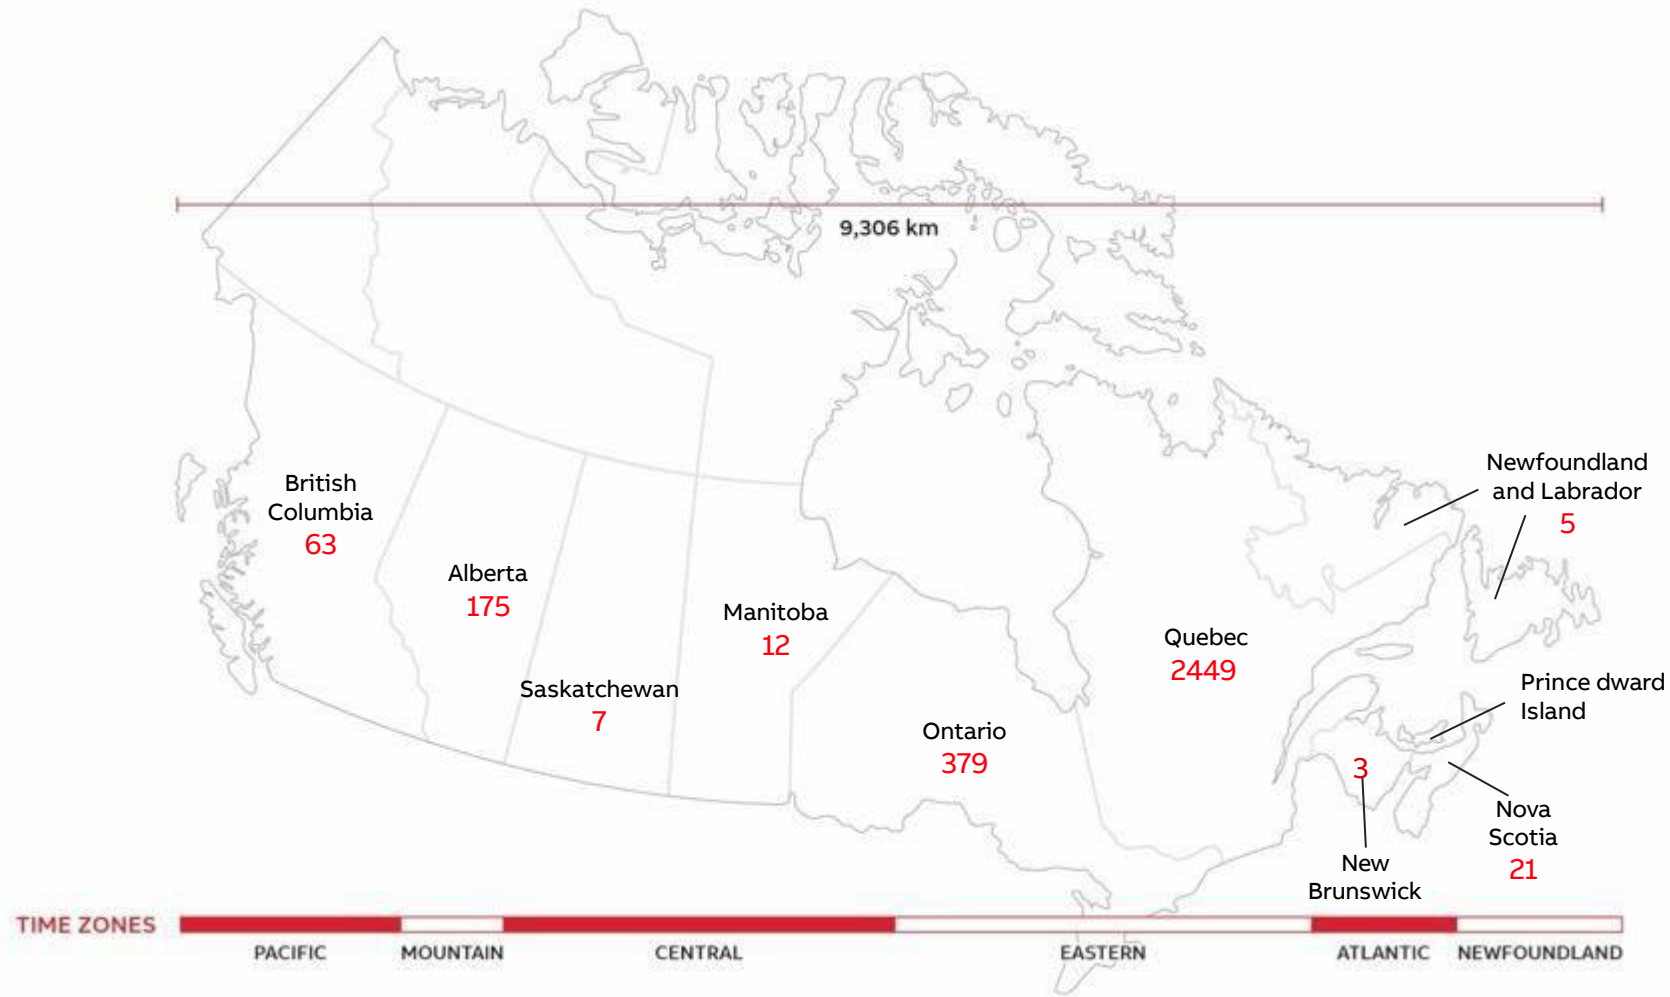 9,306 km
British
Columbia
63
Alberta
175
Saskatchewan
7
Manitoba
12
Ontario
379
Quebec
2449
Newfoundland
and Labrador
5
Prince dward
Island
3
New
Brunswick
Nova
Scotia
21
TIME ZONES
PACIFIC
MOUNTAIN
CENTRAL
EASTERN
ATLANTIC
NEWFOUNDLAND